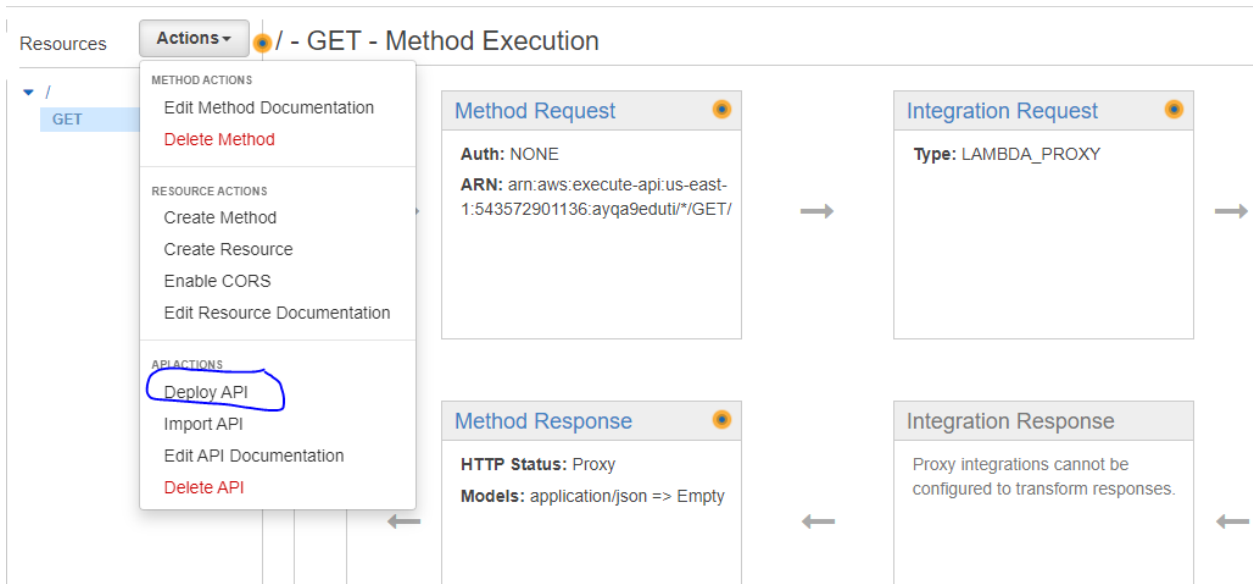 Resources
Actions
/ - GET - Method Execution
/
GET
METHOD ACTIONS
Edit Method Documentation
Delete Method
RESOURCE ACTIONS
Create Method
Create Resource
Enable CORS
Edit Resource Documentation
API ACTIONS
Deploy API
Import API
Edit API Documentation
Delete API
Method Request
Auth: NONE
ARN: arn:aws:execute-api:us-east-
1:543572901136:ayqa9eduti/*/GET/
Integration Request
Type: LAMBDA_PROXY
Method Response
HTTP Status: Proxy
Models: application/json => Empty
Integration Response
Proxy integrations cannot be
configured to transform responses.